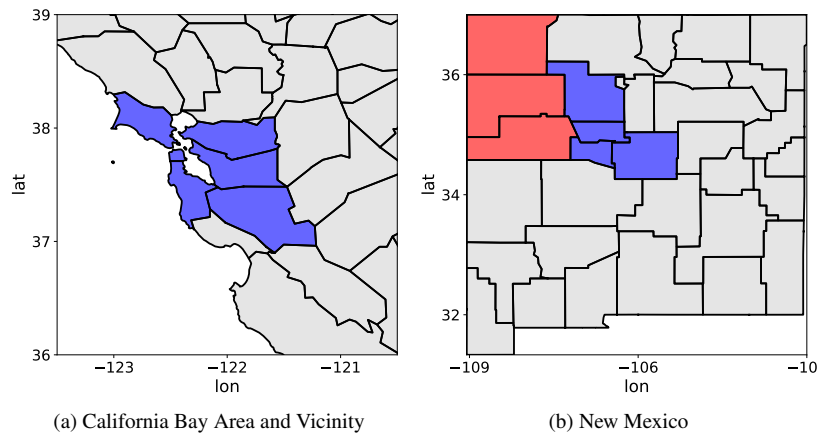 39
38
37
36
lat
−123
−122
−121
lon
(a) California Bay Area and Vicinity
36
34
32
lat
−109
−106
−10
lon
(b) New Mexico